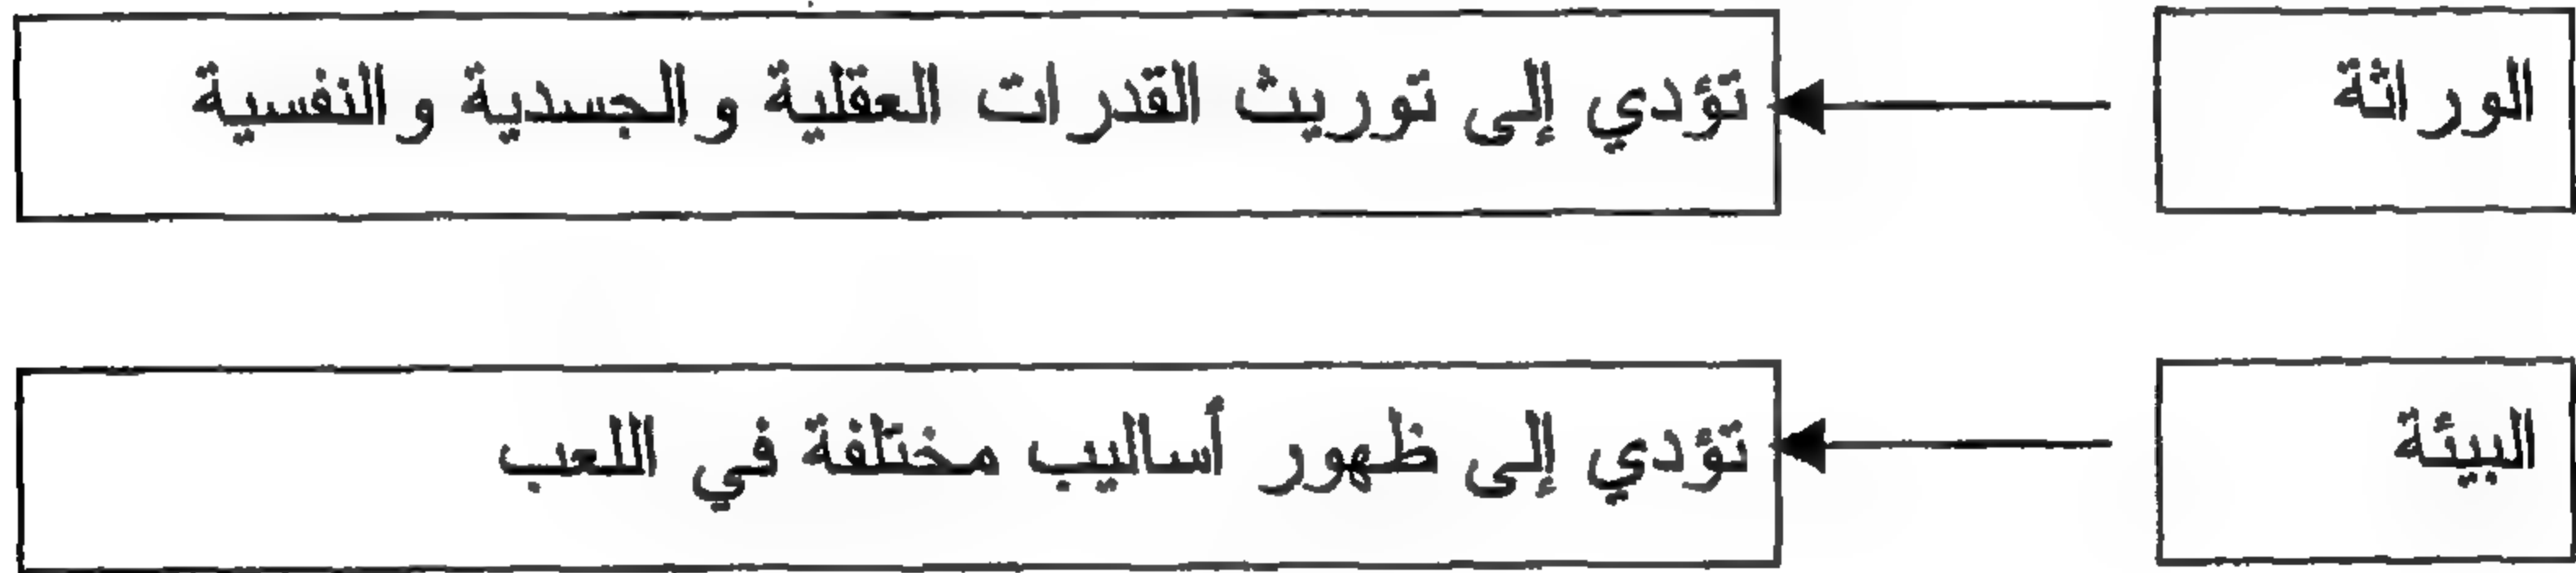 الوراثة
تؤدي إلى توريث القدرات العقلية والجسدية والنفسية
البيئة
تؤدي إلى ظهور أساليب مختلفة في اللعب